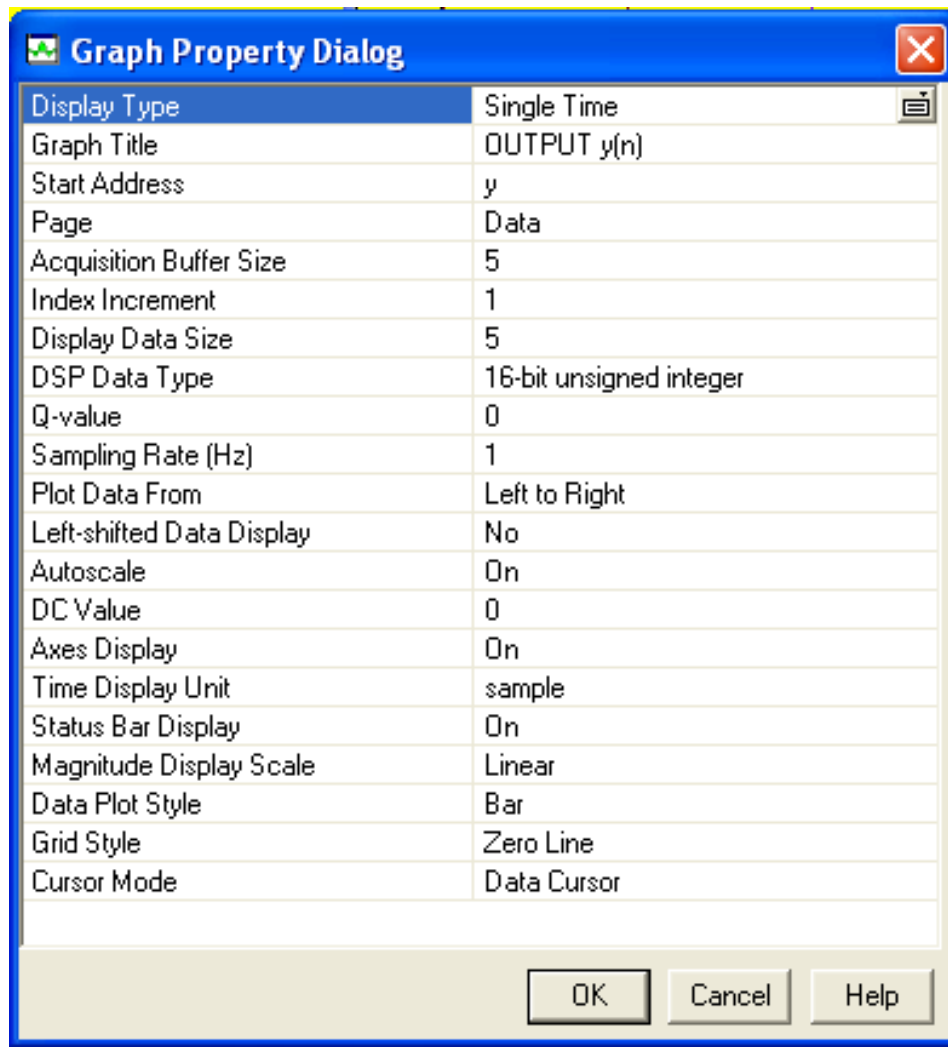 Graph Property Dialog
Display Type Single Time
Graph Title OUTPUT y(n)
Start Address y
Page Data
Acquisition Buffer Size 5
Index Increment 1
Display Data Size 5
DSP Data Type 16-bit unsigned integer
Q-value 0
Sampling Rate (Hz) 1
Plot Data From Left to Right
Left-shifted Data Display No
Autoscale On
DC Value 0
Axes Display On
Time Display Unit sample
Status Bar Display On
Magnitude Display Scale Linear
Data Plot Style Bar
Grid Style Zero Line
Cursor Mode Data Cursor
OK Cancel Help